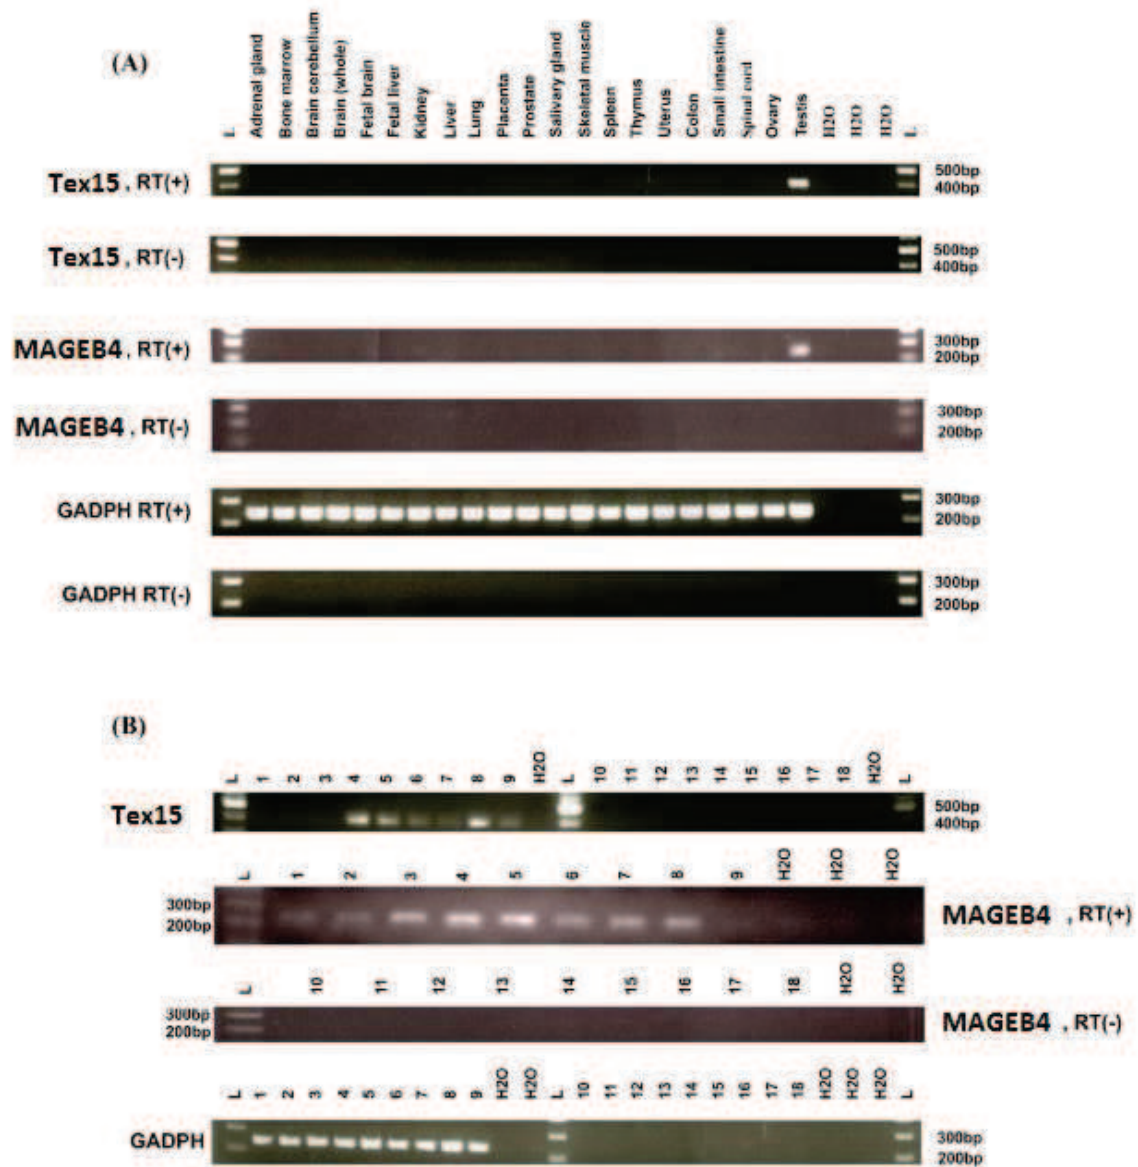 (A)
L Adrenal gland Bone marrow Brain cerebellum Brain (whole) Fetal brain Fetal liver Kidney Liver Lung Placenta Prostate Salivary gland Skeletal muscle Spleen Thymus Uterus Colon Small intestine Spinal cord Ovary Testis H2O H2O H2O L
Tex15, RT(+) 500bp
400bp
Tex15, RT(-) 500bp
400bp
MAGEB4, RT(+) 300bp
200bp
MAGEB4, RT(-) 300bp
200bp
GADPH RT(+) 300bp
200bp
GADPH RT(-) 300bp
200bp
(B)
L 1 2 3 4 5 6 7 8 9 H2O L 10 11 12 13 14 15 16 17 18 H2O L
Tex15 500bp
400bp
L 1 2 3 4 5 6 7 8 9 H2O H2O H2O
300bp
200bp MAGEB4 , RT(+)
L 10 11 12 13 14 15 16 17 18 H2O H2O
300bp
200bp MAGEB4 , RT(-)
L 1 2 3 4 5 6 7 8 9 H2O H2O L 10 11 12 13 14 15 16 17 18 H2O H2O H2O L
GADPH 300bp
200bp